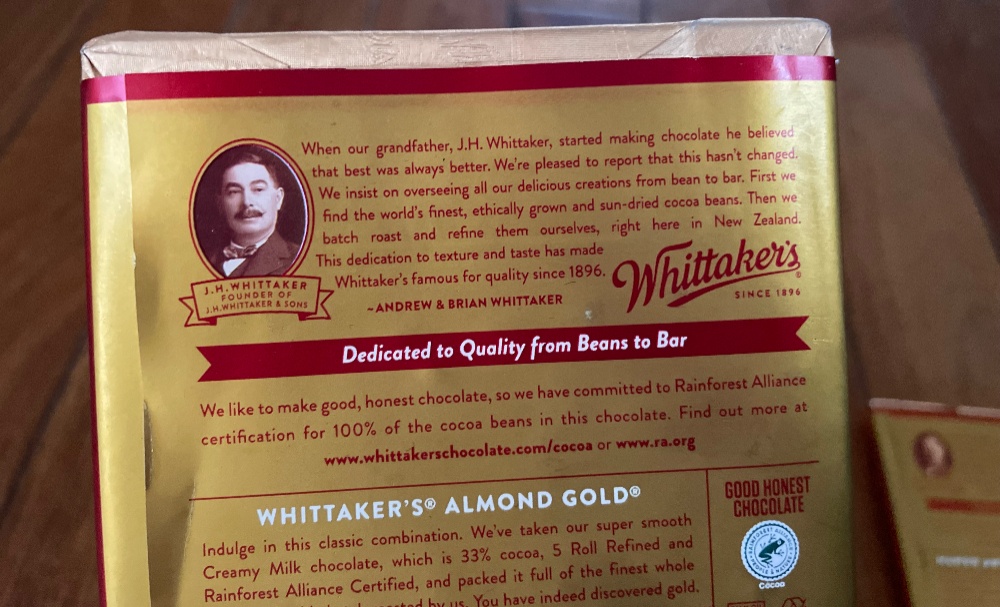 When our grandfather, J.H. Whittaker, started making chocolate he believed
that best was always better. We're pleased to report that this hasn't changed.
We insist on overseeing all our delicious creations from bean to bar. First we
find the world's finest, ethically grown and sun-dried cocoa beans. Then we
batch roast and refine them ourselves, right here in New Zealand.
This dedication to texture and taste has made
Whittaker's famous for quality since 1896.
~ANDREW & BRIAN WHITTAKER
J.H.WHITTAKER
FOUNDER OF
J.H.WHITTAKER & SONS
Whittaker's®
SINCE 1896
Dedicated to Quality from Beans to Bar
We like to make good, honest chocolate, so we have committed to Rainforest Alliance
certification for 100% of the cocoa beans in this chocolate. Find out more at
www.whittakerschocolate.com/cocoa or www.ra.org
WHITTAKER'S® ALMOND GOLD®
Indulge in this classic combination. We've taken our super smooth
Creamy Milk chocolate, which is 33% cocoa, 5 Roll Refined and
Rainforest Alliance Certified, and packed it full of the finest whole
by us. You have indeed discovered gold.
GOOD HONEST
CHOCOLATE
RAINFOREST ALLIANCE
PEOPLE & NATURE
Cocoa